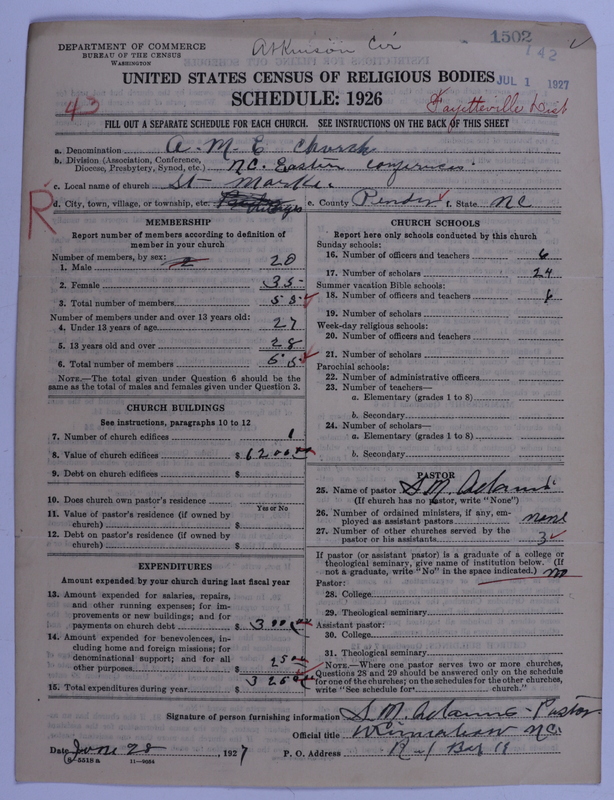 DEPARTMENT OF COMMERCE
BUREAU OF THE CENSUS
WASHINGTON
Atkinson Cir
1502
142
UNITED STATES CENSUS OF RELIGIOUS BODIES
JUL 1 1927
SCHEDULE: 1926
43
Fayetteville Dist
FILL OUT A SEPARATE SCHEDULE FOR EACH CHURCH. SEE INSTRUCTIONS ON THE BACK OF THIS SHEET
a. Denomination A. M. E church
b. Division (Association, Conference, Diocese, Presbytery, Synod, etc.) N.C. Eastern
c. Local name of church St
d. City, town, village, or township, etc.
e. County Pender f. State NC
R
MEMBERSHIP
Report number of members according to definition of
member in your church
Number of members, by sex:
1. Male 20
2. Female 35
3. Total number of members 55
Number of members under and over 13 years old:
4. Under 13 years of age 27
5. 13 years old and over 28
6. Total number of members 55
NOTE.—The total given under Question 6 should be the
same as the total of males and females given under Question 3.
CHURCH BUILDINGS
See instructions, paragraphs 10 to 12
7. Number of church edifices 1
8. Value of church edifices $
9. Debt on church edifices $
10. Does church own pastor's residence
Yes or No
11. Value of pastor's residence (if owned by
church) $
12. Debt on pastor's residence (if owned by
church) $
EXPENDITURES
Amount expended by your church during last fiscal year
13. Amount expended for salaries, repairs,
and other running expenses; for im-
provements or new buildings; and for
payments on church debt $ 300 00
14. Amount expended for benevolences, in-
cluding home and foreign missions; for
denominational support; and for all
other purposes $ 25 00
15. Total expenditures during year $ 325 00
CHURCH SCHOOLS
Report here only schools conducted by this church
Sunday schools:
16. Number of officers and teachers 6
17. Number of scholars 24
Summer vacation Bible schools:
18. Number of officers and teachers 6
19. Number of scholars
Week-day religious schools:
20. Number of officers and teachers
21. Number of scholars
Parochial schools:
22. Number of administrative officers
23. Number of teachers—
a. Elementary (grades 1 to 8)
b. Secondary
24. Number of scholars—
a. Elementary (grades 1 to 8)
b. Secondary
PASTOR
25. Name of pastor S. M. Adams
(If church has no pastor, write "None")
26. Number of ordained ministers, if any, em-
ployed as assistant pastors none
27. Number of other churches served by the
pastor or his assistants 3
If pastor (or assistant pastor) is a graduate of a college or
theological seminary, give name of institution below. (If
not a graduate, write "No" in the space indicated.) no
Pastor:
28. College
29. Theological seminary
Assistant pastor:
30. College
31. Theological seminary
NOTE.—Where one pastor serves two or more churches,
Questions 28 and 29 should be answered only on the schedule
for one of the churches; on the schedules for the other churches,
write "See schedule for church."
Signature of person furnishing information S. M. Adams - Pastor
Official title Wilmington NC
Date June 28, 1927
P. O. Address R-1 Box
8-5518 a 11-9054